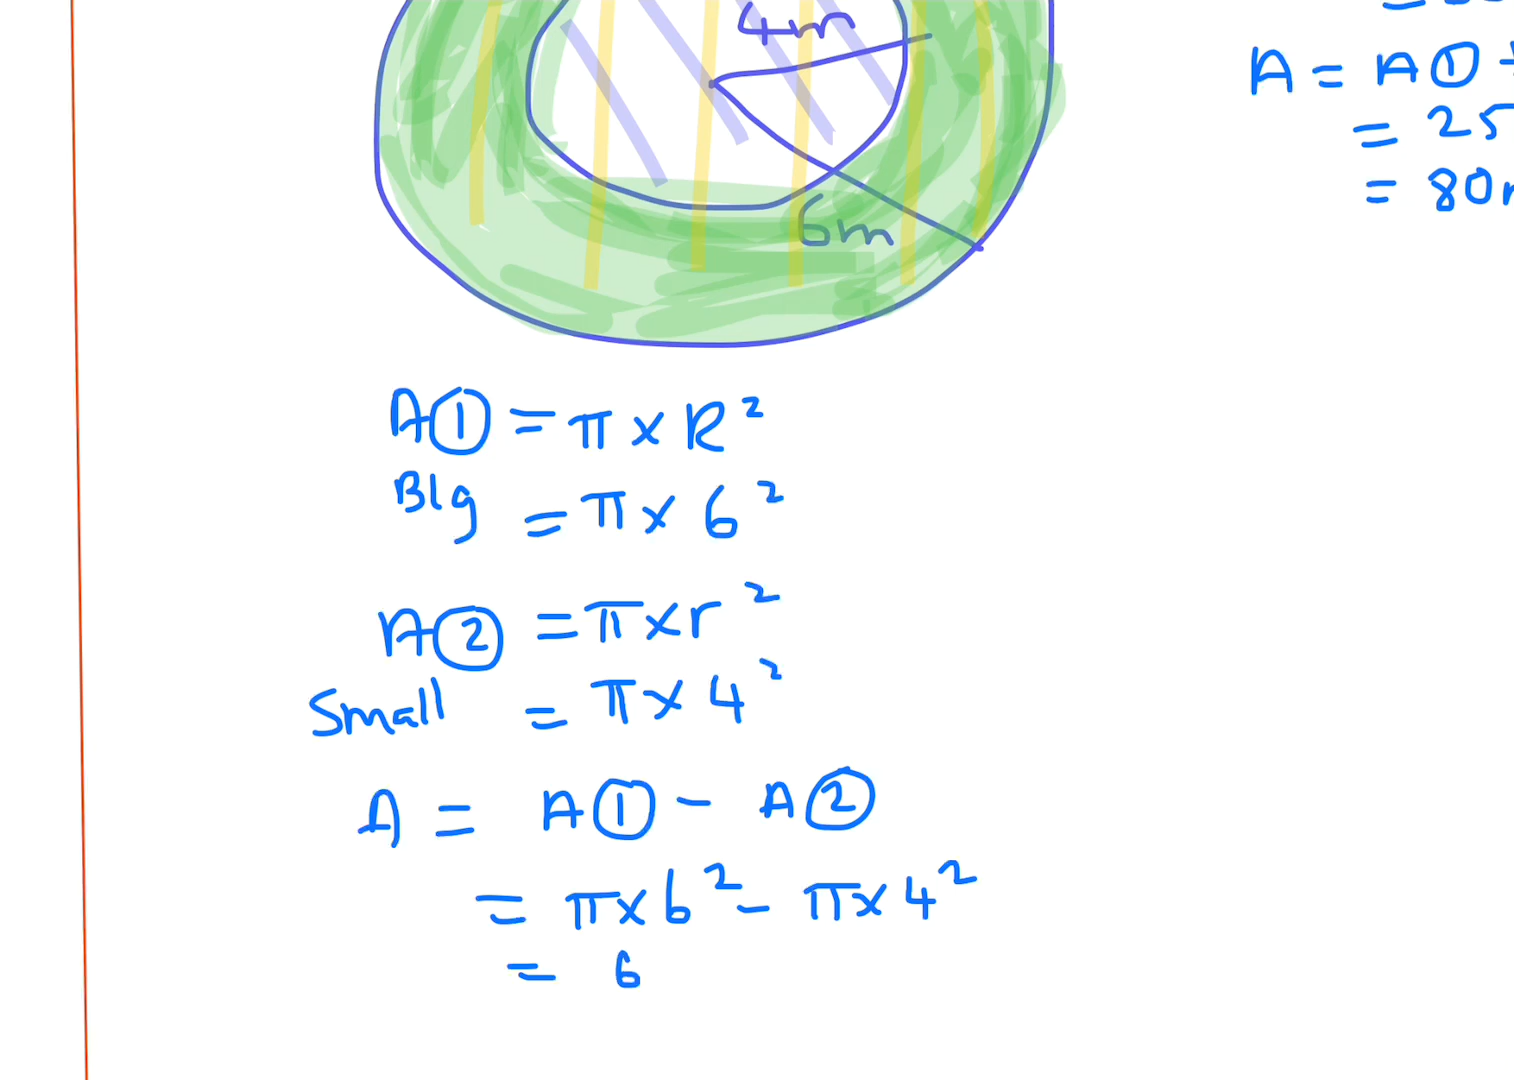 4m
6m
A① = π × R²
BIg = π × 6²
A② = π × r²
Small = π × 4²
A = A① − A②
= π × 6² − π × 4²
= 6
A = A①
= 25
= 80